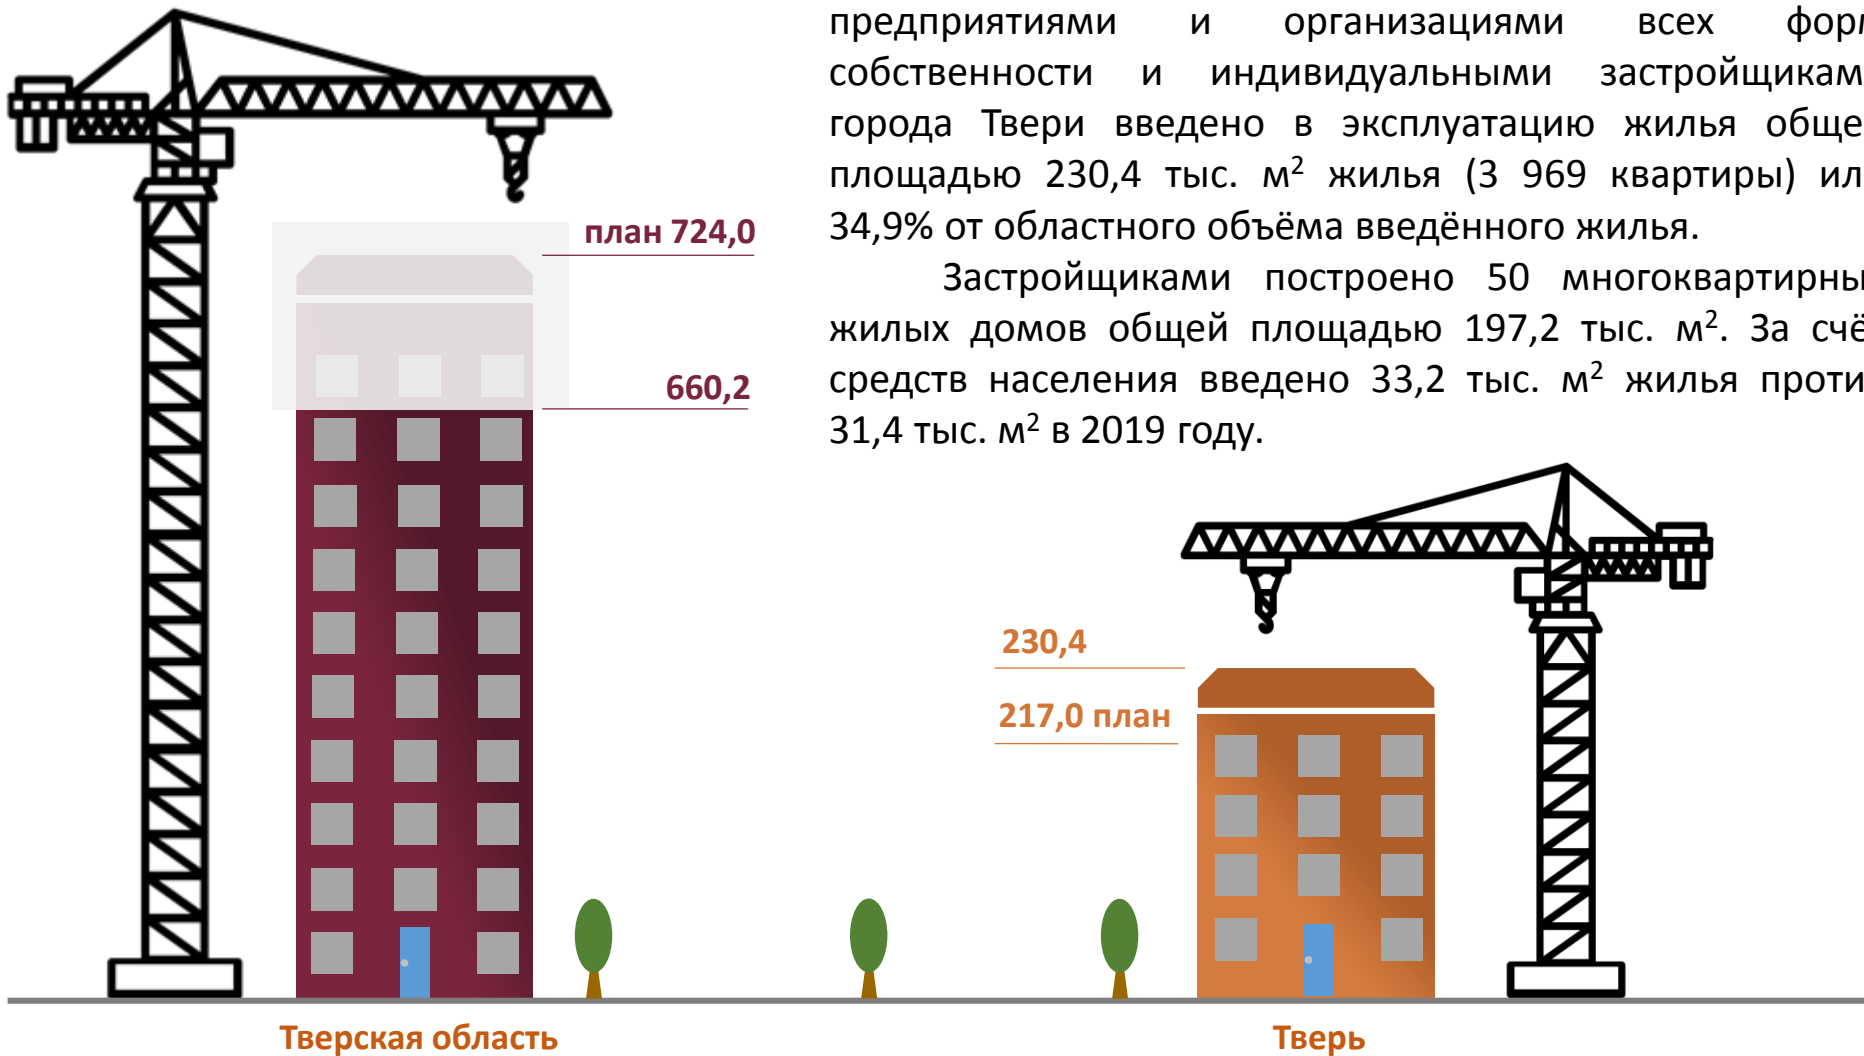 предприятиями и организациями всех форм
собственности и индивидуальными застройщикам
города Твери введено в эксплуатацию жилья обще
площадью 230,4 тыс. м² жилья (3 969 квартиры) ил
34,9% от областного объёма введённого жилья.
Застройщиками построено 50 многоквартирны
жилых домов общей площадью 197,2 тыс. м². За счё
средств населения введено 33,2 тыс. м² жилья проти
31,4 тыс. м² в 2019 году.
план 724,0
660,2
230,4
217,0 план
Тверская область
Тверь